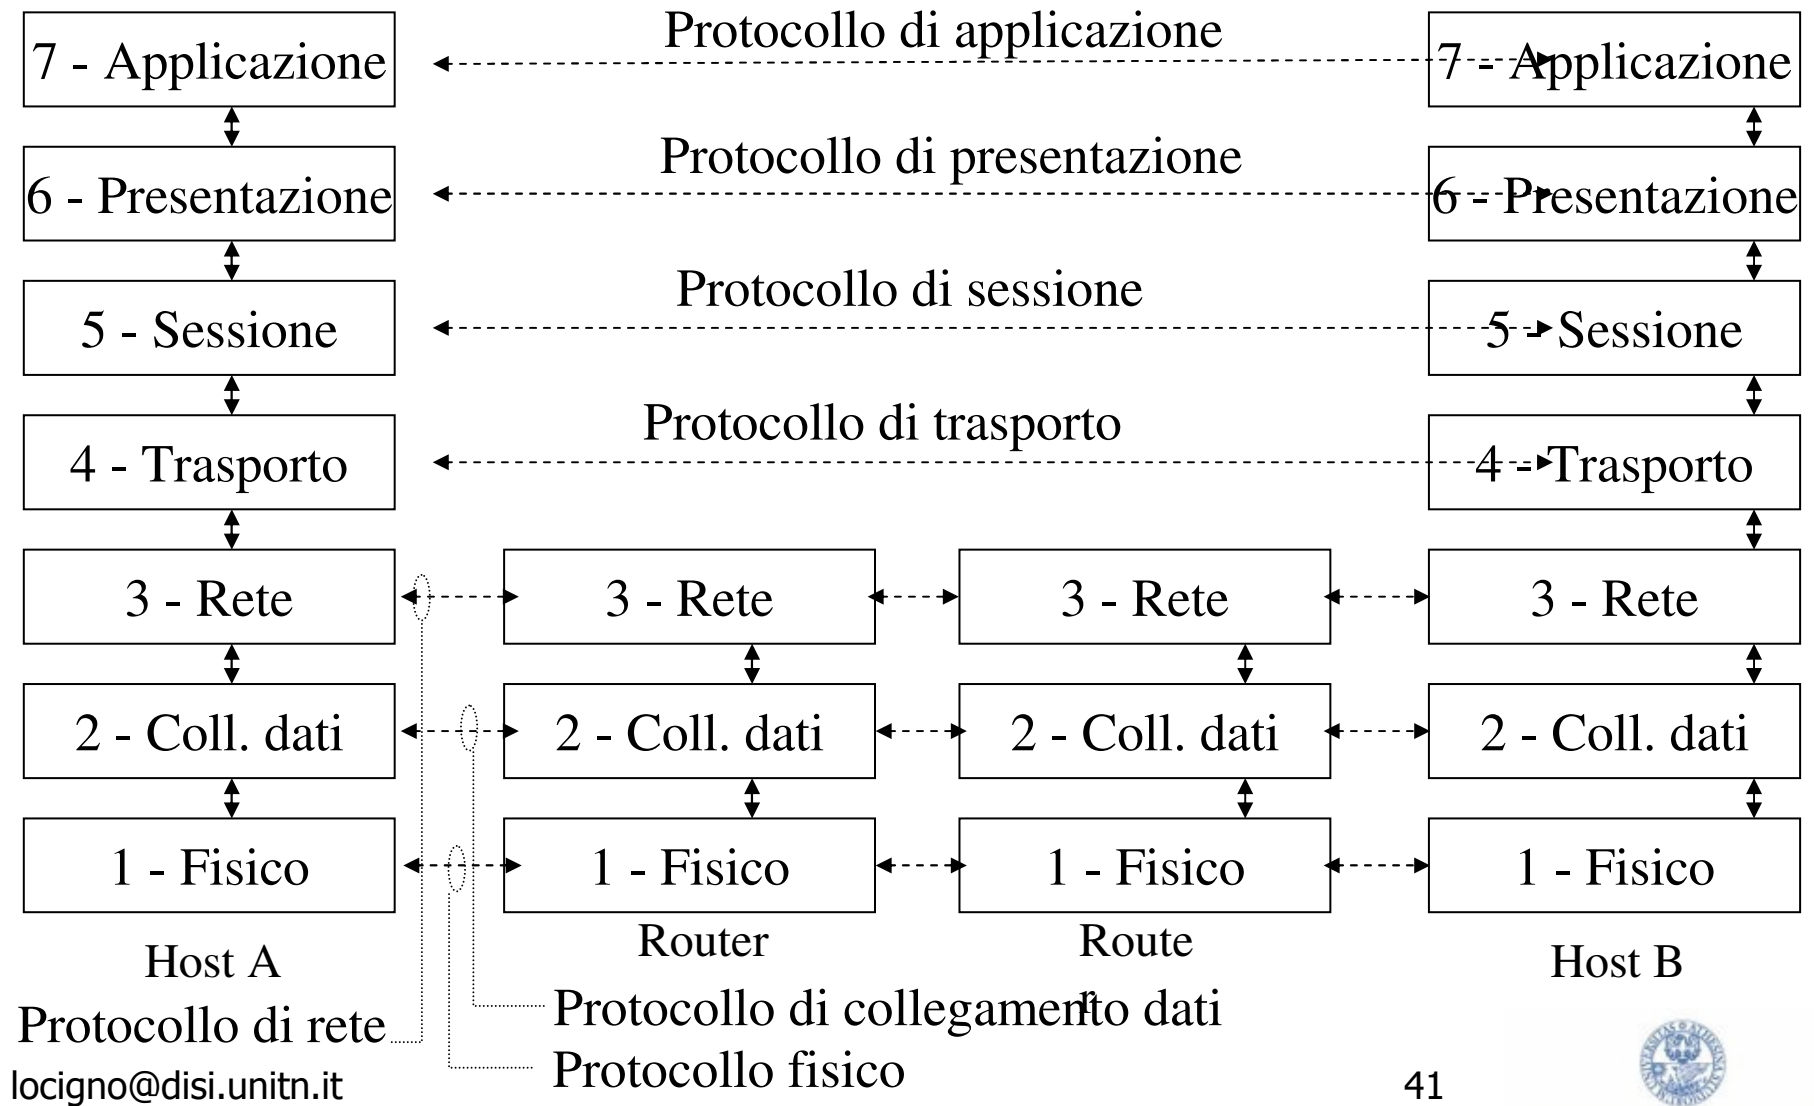 Protocollo di applicazione
7 - Applicazione
7 - Applicazione
Protocollo di presentazione
6 - Presentazione
6 - Presentazione
Protocollo di sessione
5 - Sessione
5 - Sessione
Protocollo di trasporto
4 - Trasporto
4 - Trasporto
3 - Rete
3 - Rete
3 - Rete
3 - Rete
2 - Coll. dati
2 - Coll. dati
2 - Coll. dati
2 - Coll. dati
1 - Fisico
1 - Fisico
1 - Fisico
1 - Fisico
Host A
Router
Route
r
Host B
Protocollo di rete
Protocollo di collegamento dati
Protocollo fisico
locigno@disi.unitn.it
41